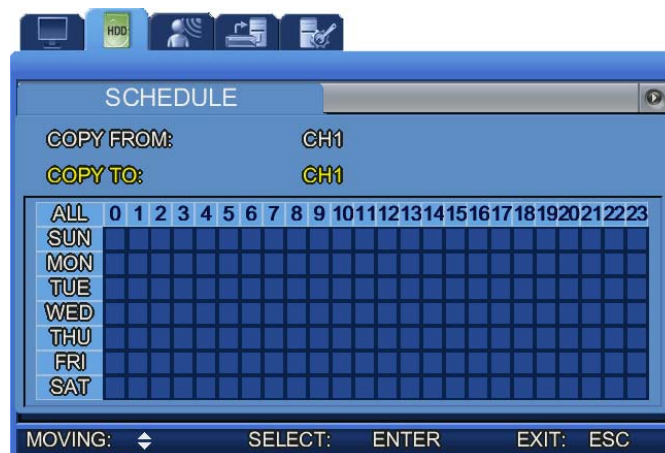 HDD
SCHEDULE
COPY FROM: CH1
COPY TO: CH1
ALL 0 1 2 3 4 5 6 7 8 9 10 11 12 13 14 15 16 17 18 19 20 21 22 23
SUN
MON
TUE
WED
THU
FRI
SAT
MOVING: SELECT: ENTER EXIT: ESC